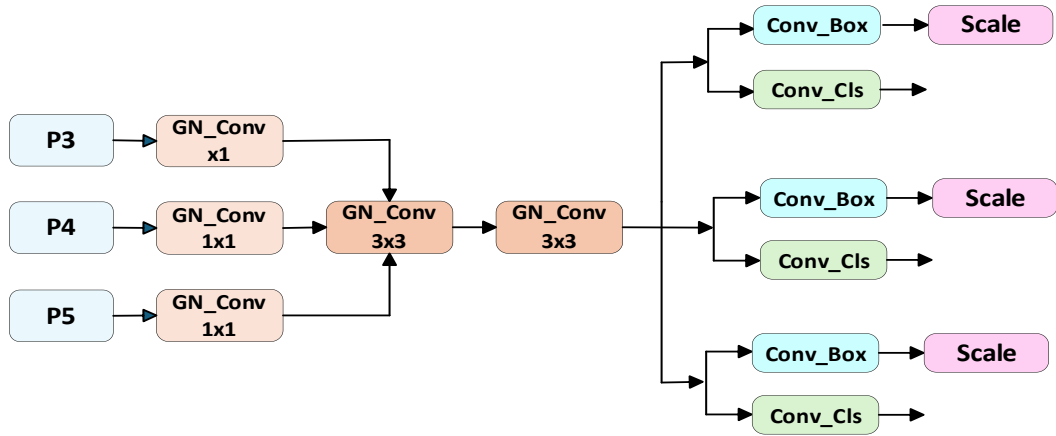 P3
GN_Conv
x1
P4
GN_Conv
1x1
P5
GN_Conv
1x1
GN_Conv
3x3
GN_Conv
3x3
Conv_Box
Scale
Conv_Cls
Conv_Box
Scale
Conv_Cls
Conv_Box
Scale
Conv_Cls